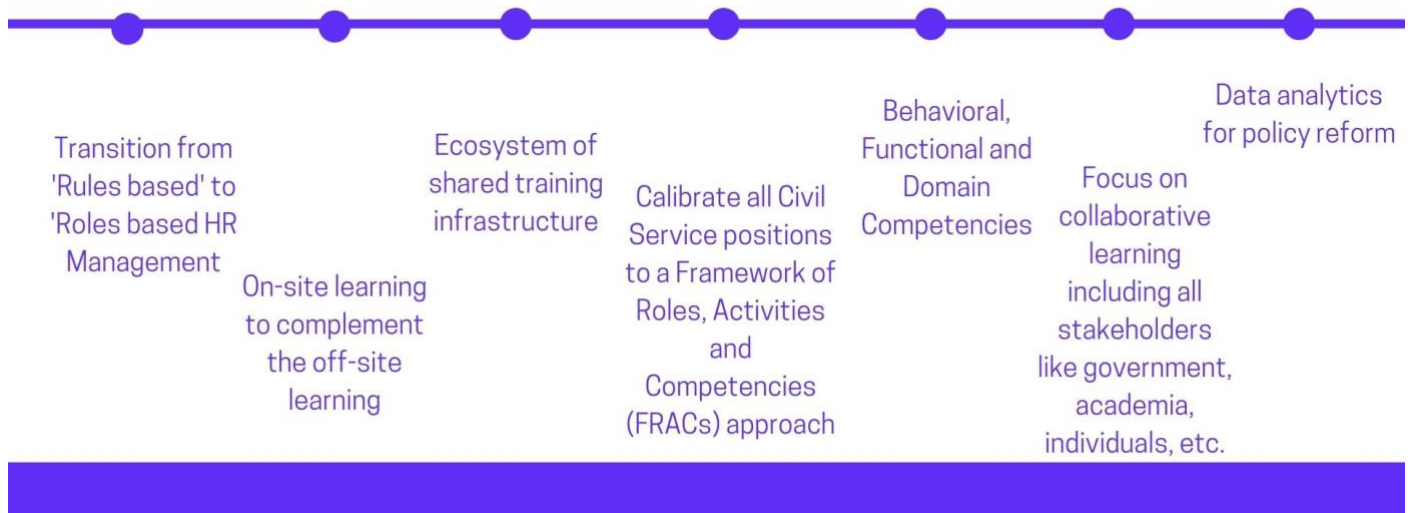 Transition from
'Rules based' to
'Roles based HR
Management
On-site learning
to complement
the off-site
learning
Ecosystem of
shared training
infrastructure
Calibrate all Civil
Service positions
to a Framework of
Roles, Activities
and
Competencies
(FRACs) approach
Behavioral,
Functional and
Domain
Competencies
Focus on
collaborative
learning
including all
stakeholders
like government,
academia,
individuals, etc.
Data analytics
for policy reform